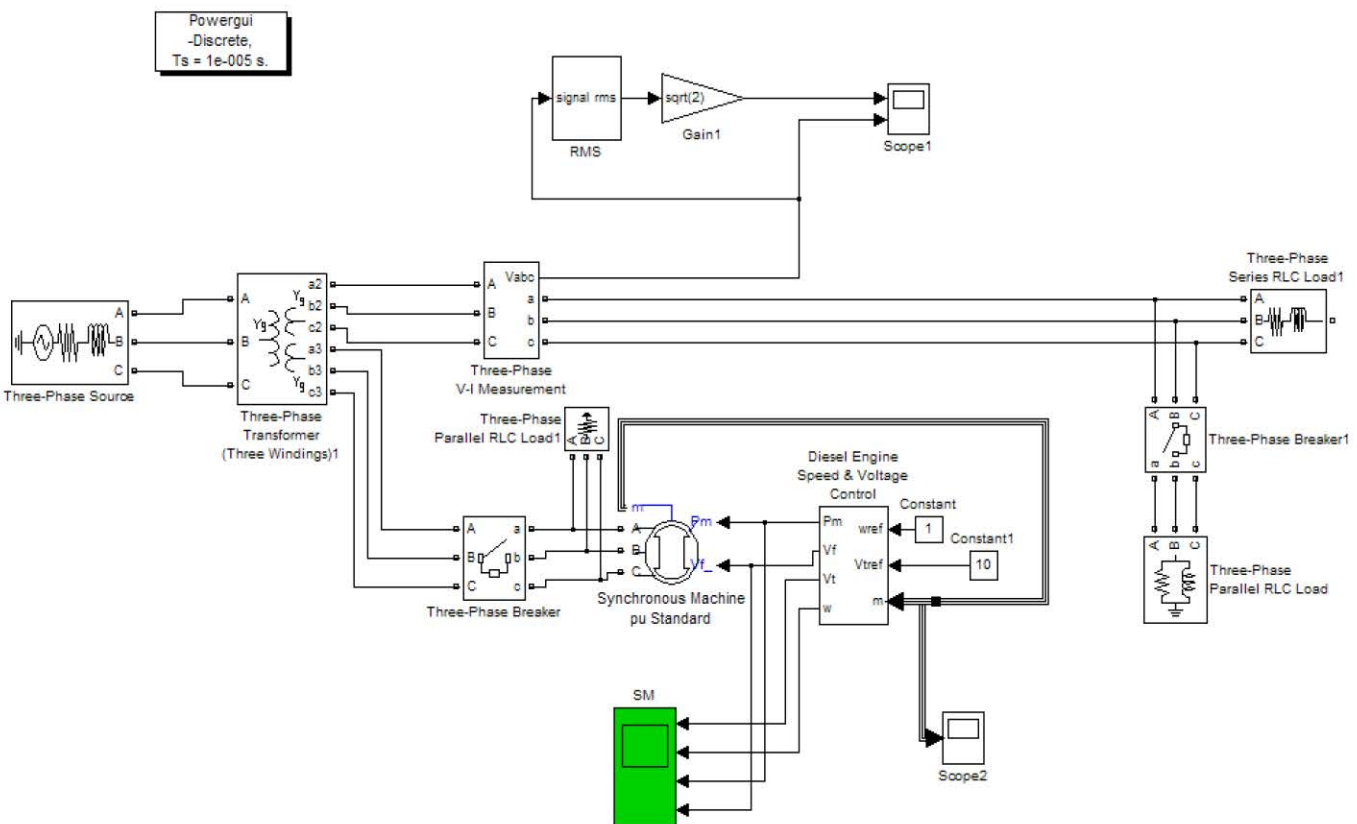 Powergui
-Discrete,
Ts = 1e-005 s.
signal rms
RMS
sqrt(2)
Gain1
Scope1
A
B
C
Three-Phase Source
A
B
C
Yg
Yg
Yg
a2
b2
c2
a3
b3
c3
Three-Phase
Transformer
(Three Windings)1
A
B
C
Vabc
a
b
c
Three-Phase
V-I Measurement
Three-Phase
Series RLC Load1
A
B
C
Three-Phase
Parallel RLC Load1
A B C
A
B
C
a
b
c
Three-Phase Breaker
m
A
B
C
Pm
Vf_
Synchronous Machine
pu Standard
Diesel Engine
Speed & Voltage
Control
Pm
Vf
Vt
w
wref
Vtref
m
Constant
1
Constant1
10
A B C
a b c
Three-Phase Breaker1
A B C
Three-Phase
Parallel RLC Load
SM
Scope2